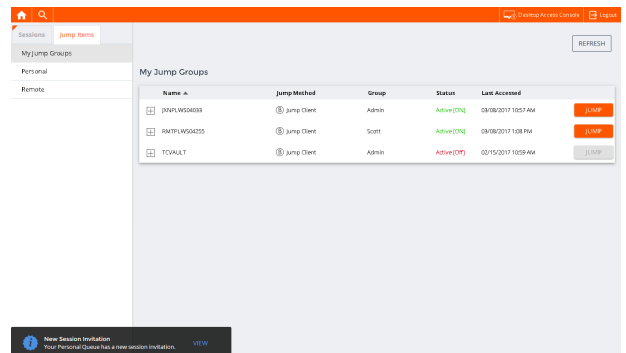 Desktop Access Console Logout
Sessions Jump Items
My Jump Groups
Personal
Remote
REFRESH
My Jump Groups
Name Jump Method Group Status Last Accessed
JXNPLWS04033 Jump Client Admin Active [ON] 03/08/2017 10:57 AM JUMP
RMTPLWS04255 Jump Client Scott Active [ON] 03/08/2017 1:08 PM JUMP
TCVAULT Jump Client Admin Active [Off] 02/15/2017 10:59 AM JUMP
New Session Invitation
Your Personal Queue has a new session invitation. VIEW